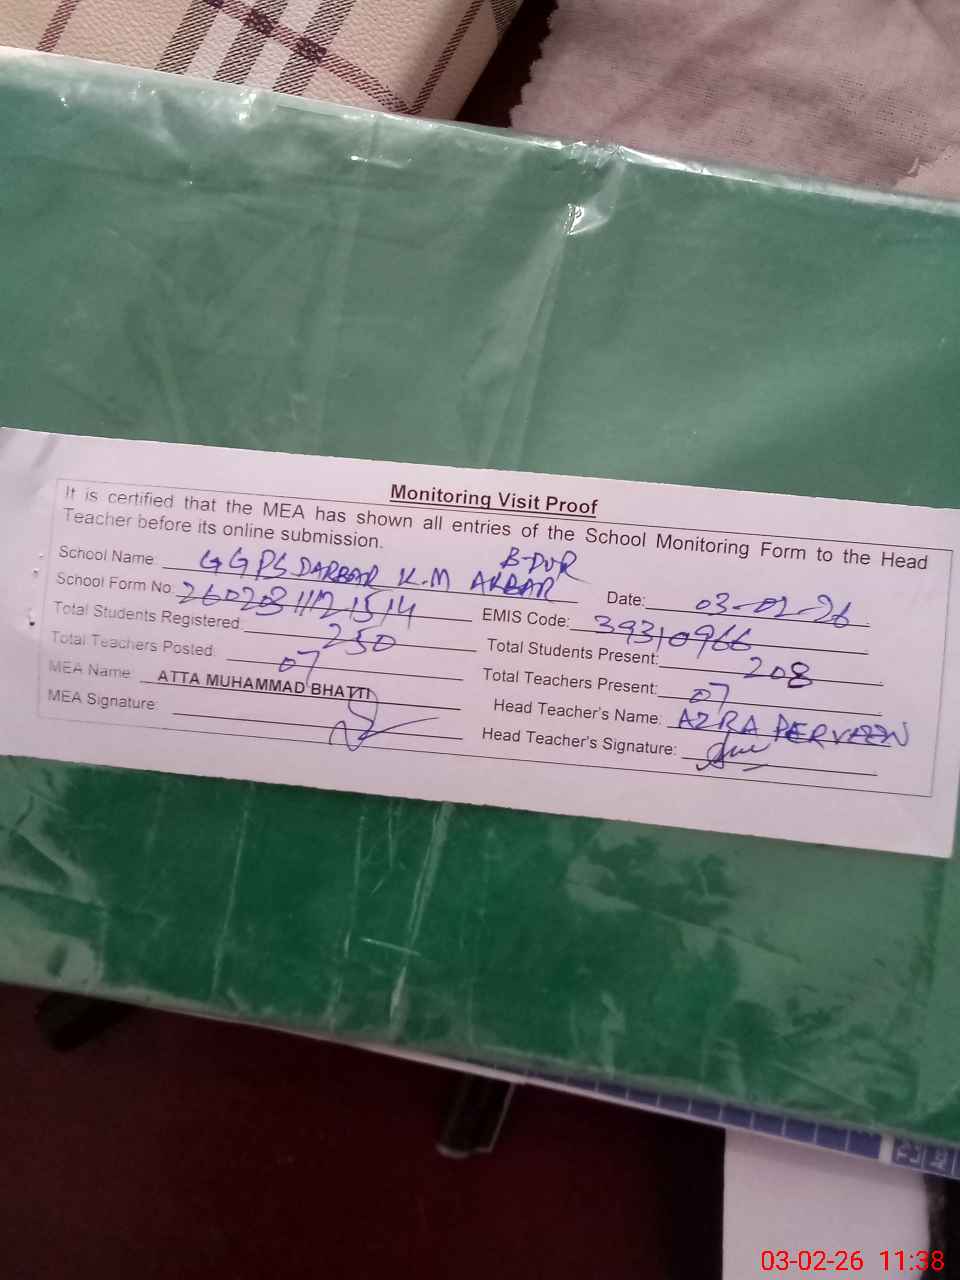 Monitoring Visit Proof
It is certified that the MEA has shown all entries of the School Monitoring Form to the Head
Teacher before its online submission.
School Name: GGPS DARBAR K.M AKBAR B-PUR Date: 03-02-26
School Form No: EMIS Code: 39310966
Total Students Registered: 250 Total Students Present: 208
Total Teachers Posted: 07 Total Teachers Present: 07
MEA Name: ATTA MUHAMMAD BHATTI Head Teacher's Name: AZRA PERVEEN
MEA Signature: Head Teacher's Signature:
03-02-26 11:38